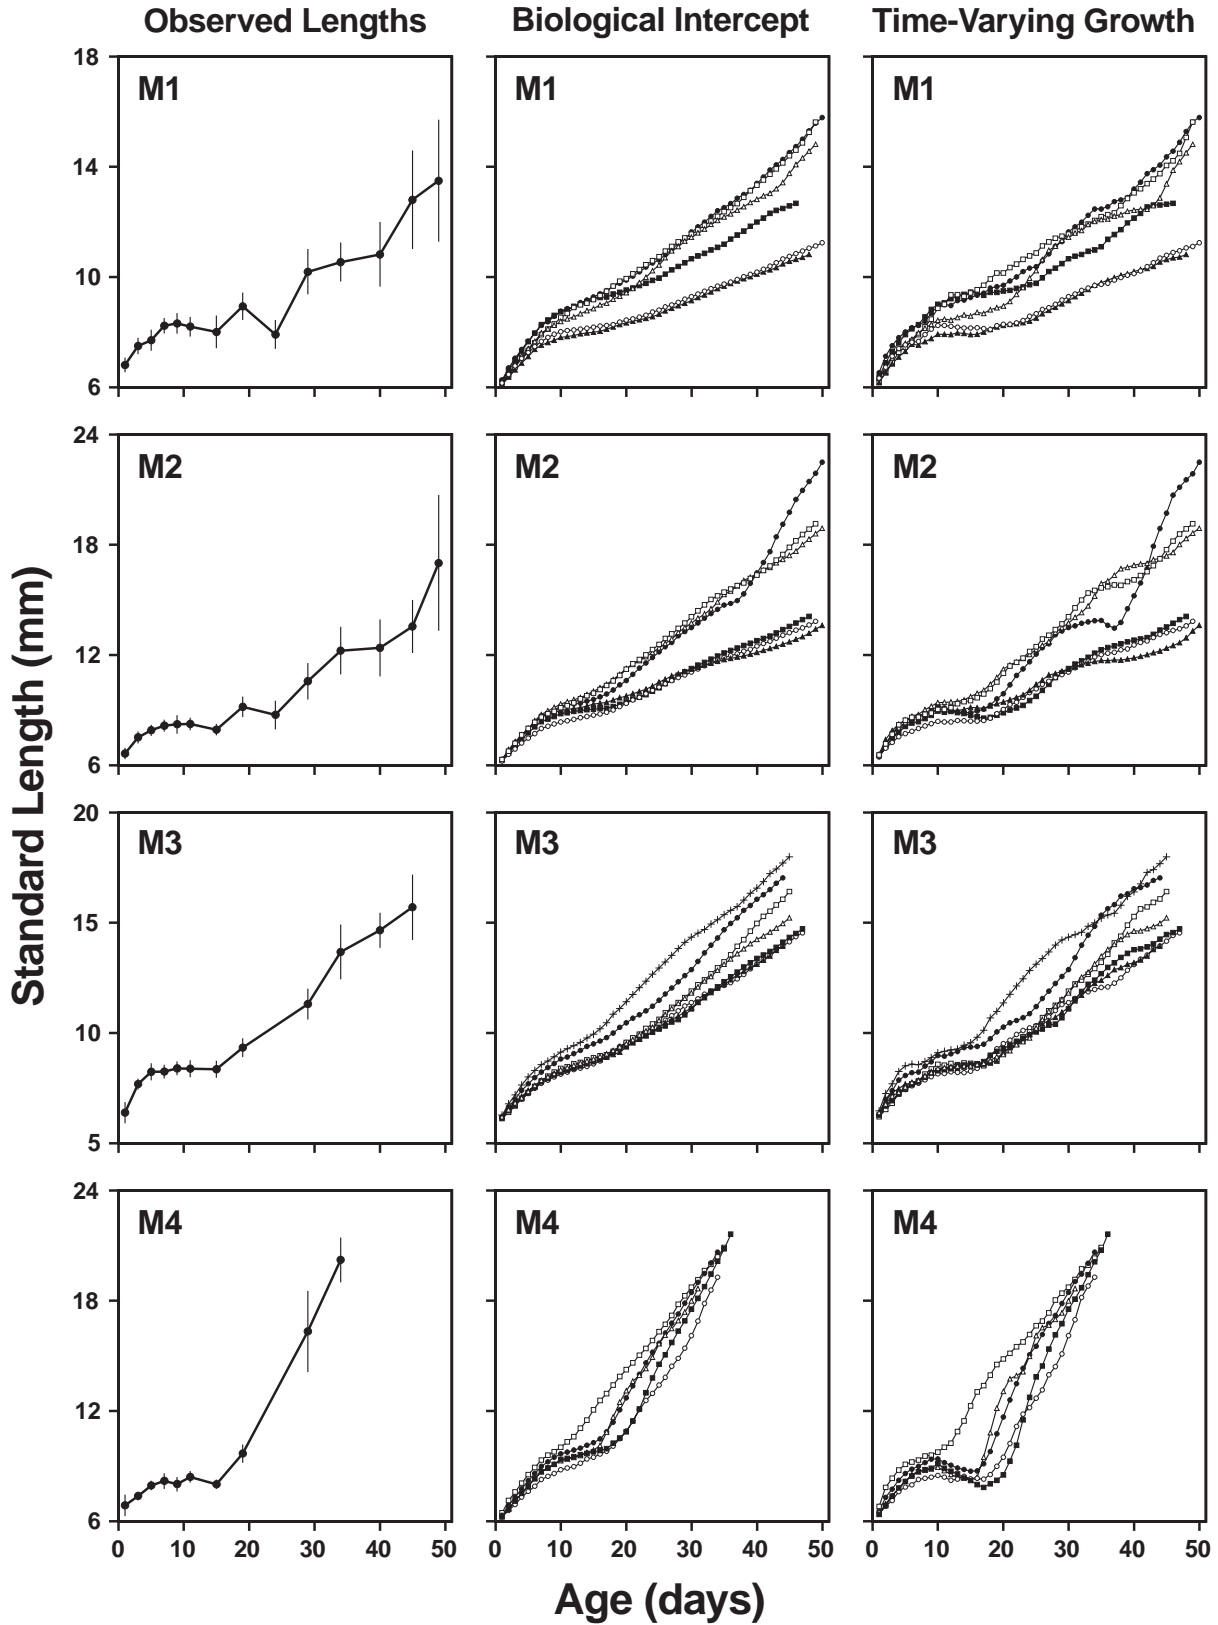 Observed Lengths Biological Intercept Time-Varying Growth
18
14
10
6
M1 M1 M1
24
18
12
6
M2 M2 M2
20
15
10
5
M3 M3 M3
24
18
12
6
M4 M4 M4
0 10 20 30 40 50 0 10 20 30 40 50 0 10 20 30 40 50
Standard Length (mm)
Age (days)